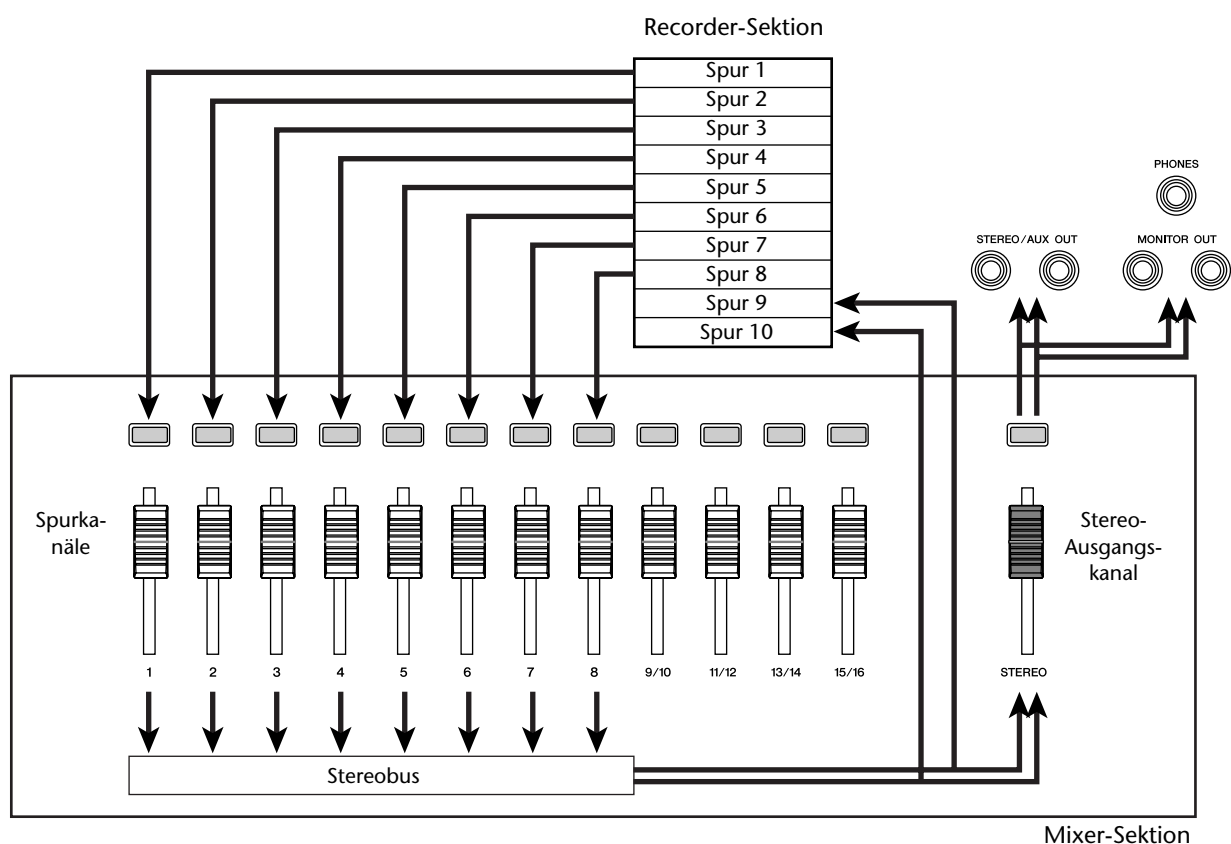 Recorder-Sektion
Spur 1
Spur 2
Spur 3
Spur 4
Spur 5
Spur 6
Spur 7
Spur 8
Spur 9
Spur 10
PHONES
STEREO/AUX OUT
MONITOR OUT
Spurka-
näle
Stereo-
Ausgangs-
kanal
1
2
3
4
5
6
7
8
9/10
11/12
13/14
15/16
STEREO
Stereobus
Mixer-Sektion